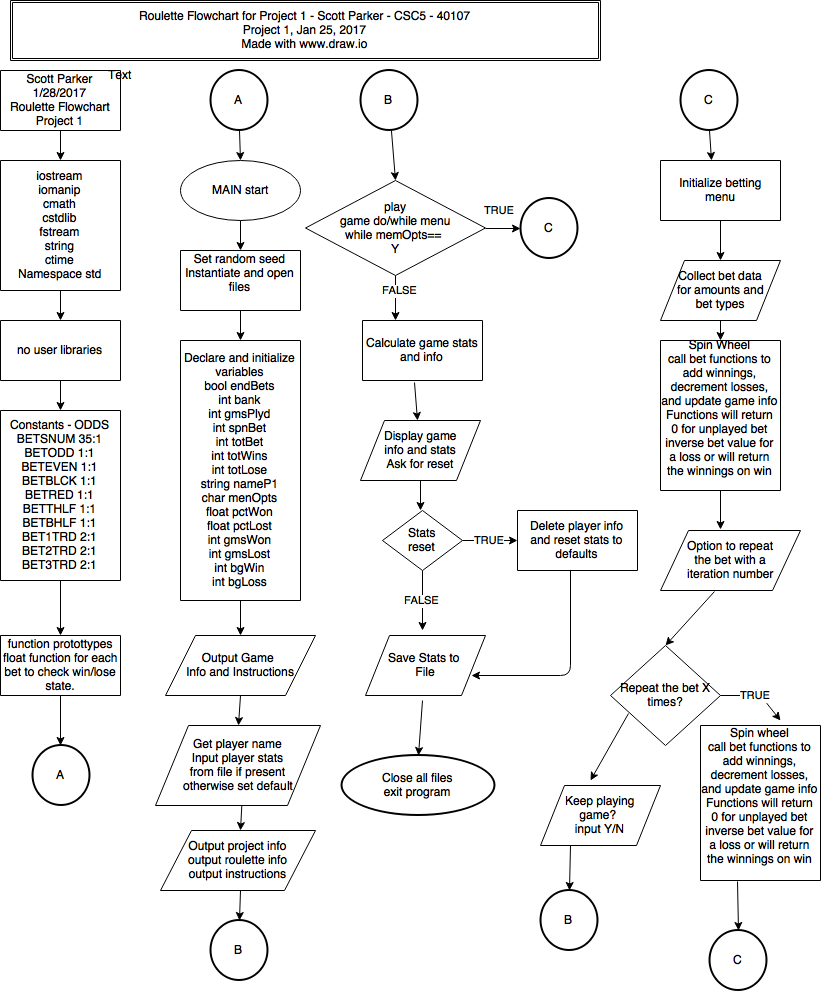 Roulette Flowchart for Project 1 - Scott Parker - CSC5 - 40107
Project 1, Jan 25, 2017
Made with www.draw.io
Text
Scott Parker
1/28/2017
Roulette Flowchart
Project 1
iostream
iomanip
cmath
cstdlib
fstream
string
ctime
Namespace std
no user libraries
Constants - ODDS
BETSNUM 35:1
BETODD 1:1
BETEVEN 1:1
BETBLCK 1:1
BETRED 1:1
BETTHLF 1:1
BETBHLF 1:1
BET1TRD 2:1
BET2TRD 2:1
BET3TRD 2:1
function protottypes
float function for each
bet to check win/lose
state.
A
A
MAIN start
Set random seed
Instantiate and open
files
Declare and initialize
variables
bool endBets
int bank
int gmsPlyd
int spnBet
int totBet
int totWins
int totLose
string nameP1
char menOpts
float pctWon
float pctLost
int gmsWon
int gmsLost
int bgWin
int bgLoss
Output Game
Info and Instructions
Get player name
Input player stats
from file if present
otherwise set default
Output project info
output roulette info
output instructions
B
B
play
game do/while menu
while memOpts==
Y
TRUE
C
FALSE
Calculate game stats
and info
Display game
info and stats
Ask for reset
Stats
reset
TRUE
Delete player info
and reset stats to
defaults
FALSE
Save Stats to
File
Close all files
exit program
C
Initialize betting
menu
Collect bet data
for amounts and
bet types
Spin Wheel
call bet functions to
add winnings,
decrement losses,
and update game info
Functions will return
0 for unplayed bet
inverse bet value for
a loss or will return
the winnings on win
Option to repeat
the bet with a
iteration number
Repeat the bet X
times?
TRUE
Keep playing
game?
input Y/N
B
Spin wheel
call bet functions to
add winnings,
decrement losses,
and update game info
Functions will return
0 for unplayed bet
inverse bet value for
a loss or will return
the winnings on win
C